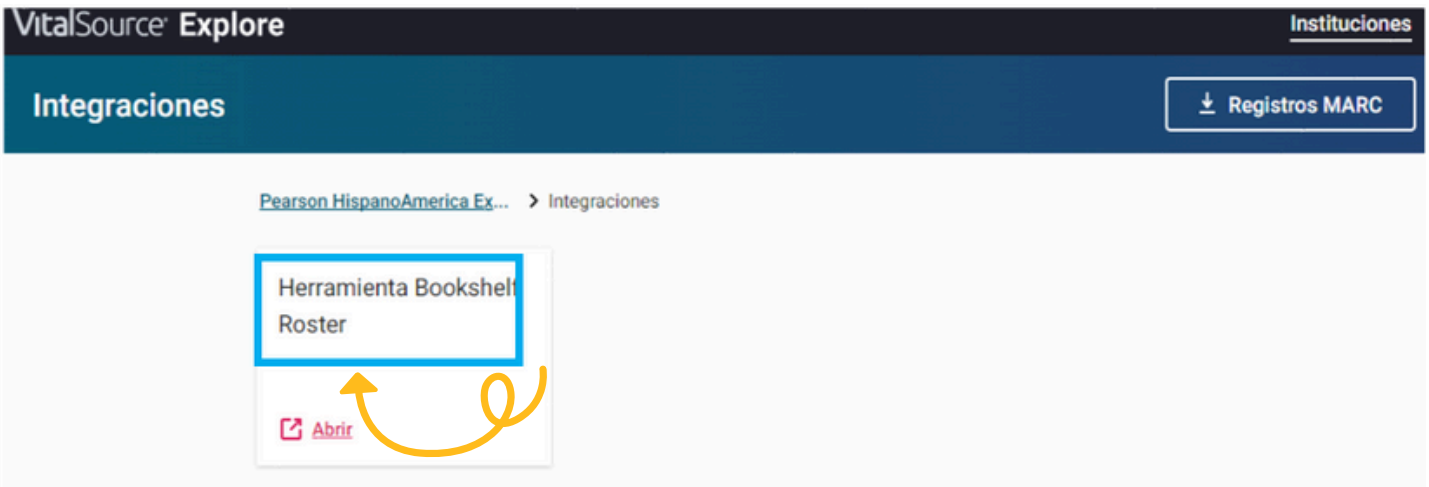 VitalSource Explore
Instituciones
Integraciones
Registros MARC
Pearson HispanoAmerica Ex... > Integraciones
Herramienta Bookshelf
Roster
Abrir